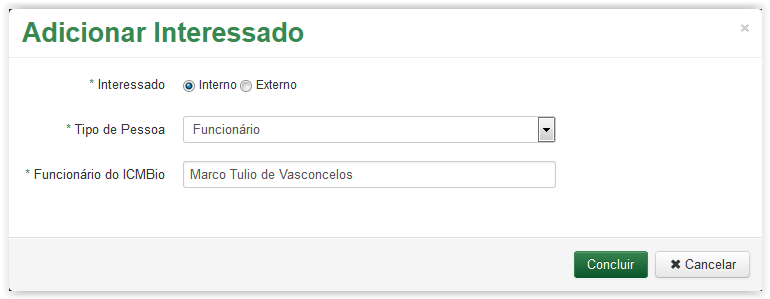 Adicionar Interessado ×
* Interessado Interno Externo
* Tipo de Pessoa Funcionário
* Funcionário do ICMBio Marco Tulio de Vasconcelos
Concluir ✖ Cancelar